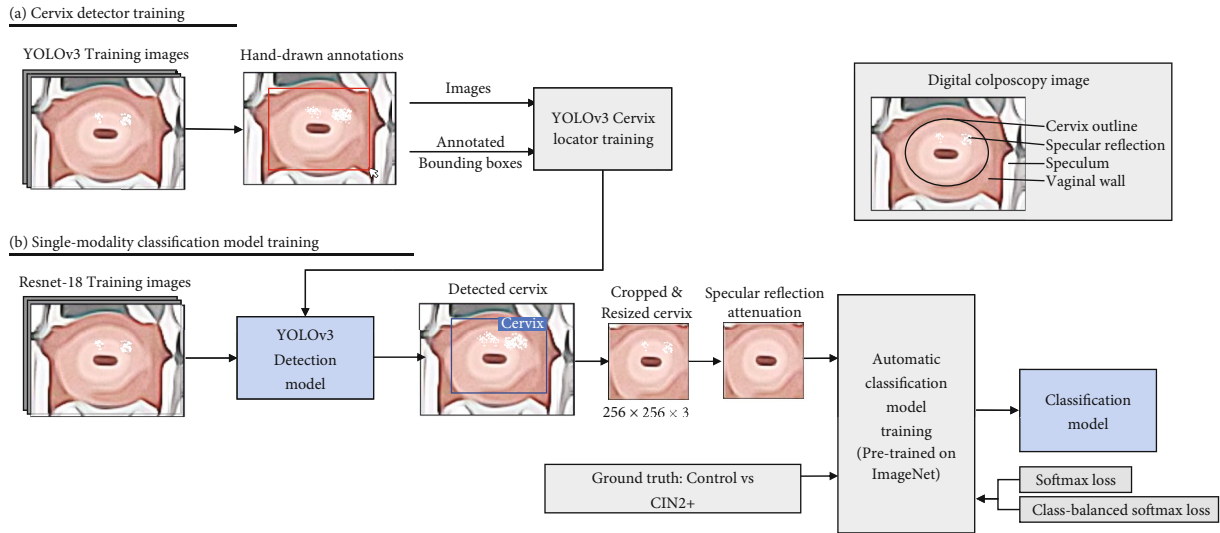 (a) Cervix detector training
YOLOv3 Training images
Hand-drawn annotations
Images
Annotated
Bounding boxes
YOLOv3 Cervix
locator training
Digital colposcopy image
Cervix outline
Specular reflection
Speculum
Vaginal wall
(b) Single-modality classification model training
Resnet-18 Training images
YOLOv3
Detection
model
Detected cervix
Cervix
Cropped &
Resized cervix
256 × 256 × 3
Specular reflection
attenuation
Automatic
classification
model
training
(Pre-trained on
ImageNet)
Classification
model
Ground truth: Control vs
CIN2+
Softmax loss
Class-balanced softmax loss